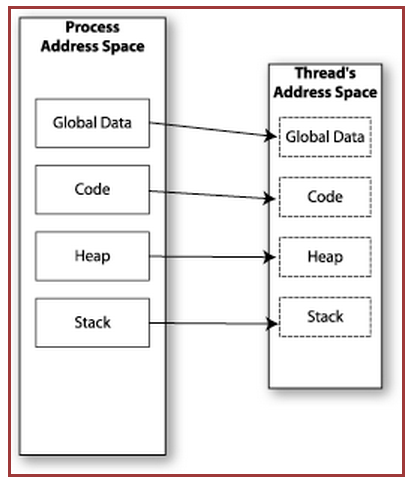 Process
Address Space
Global Data
Code
Heap
Stack
Thread's
Address Space
Global Data
Code
Heap
Stack